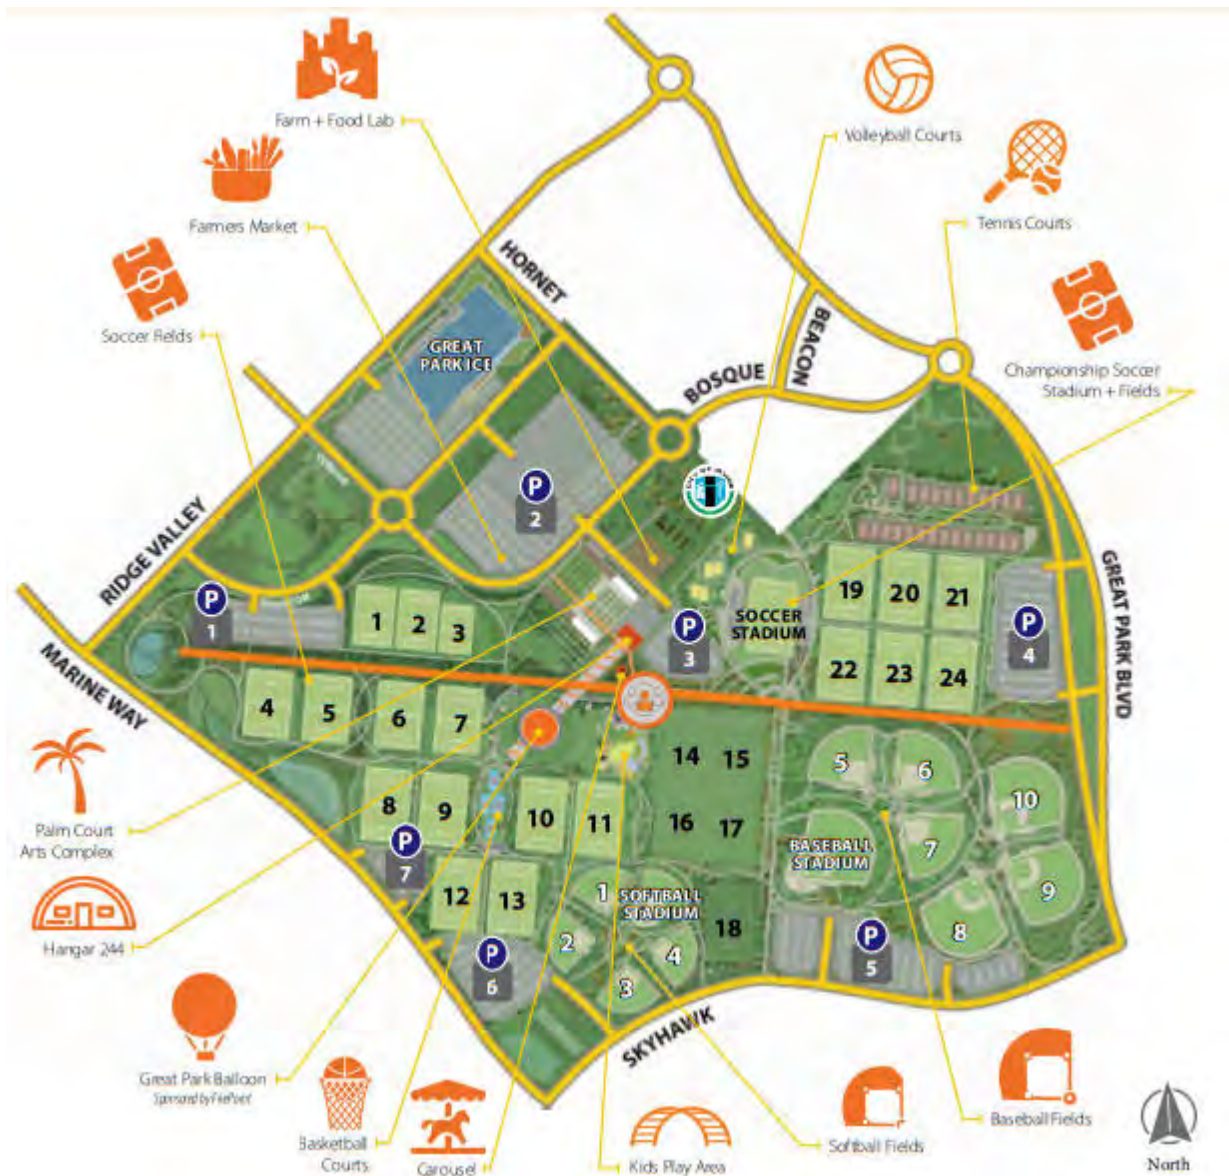 Farm + Food Lab
Volleyball Courts
Farmers Market
Tennis Courts
Soccer Fields
Championship Soccer
Stadium + Fields
HORNET
GREAT
PARK ICE
BEACON
BOSQUE
P
2
RIDGE VALLEY
P
1
1
2
3
SOCCER
STADIUM
P
3
19
20
21
22
23
24
P
4
GREAT PARK BLVD
MARINE WAY
4
5
6
7
14
15
16
17
18
5
6
7
8
9
10
BASEBALL
STADIUM
8
9
10
11
P
7
12
13
1
SOFTBALL
STADIUM
2
3
4
P
6
P
5
SKYHAWK
Palm Court
Arts Complex
Hangar 244
Great Park Balloon
Basketball
Courts
Carousel
Kids Play Area
Softball Fields
Baseball Fields
North